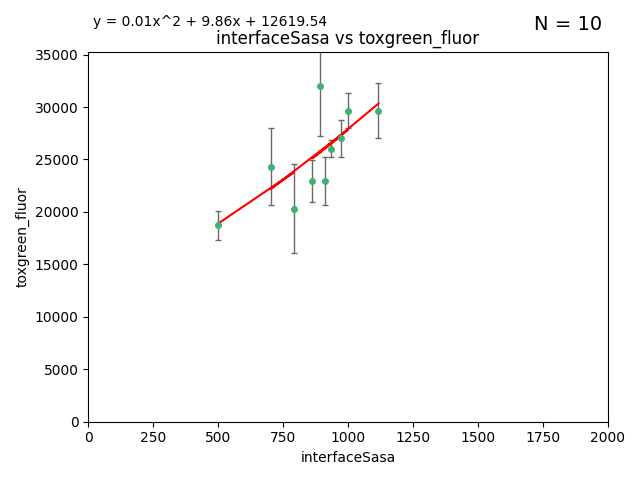 y = 0.01x^2 + 9.86x + 12619.54
N = 10
interfaceSasa vs toxgreen_fluor
35000
30000
25000
20000
15000
10000
5000
0
toxgreen_fluor
0 250 500 750 1000 1250 1500 1750 2000
interfaceSasa